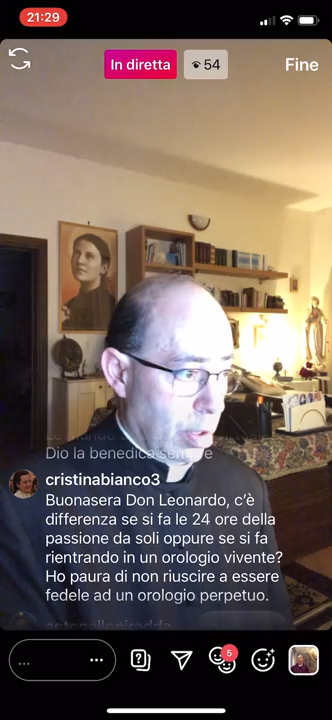 21:29
In diretta
54
Fine
Dio la benedica sempre
cristinabianco3
Buonasera Don Leonardo, c'è
differenza se si fa le 24 ore della
passione da soli oppure se si fa
rientrando in un orologio vivente?
Ho paura di non riuscire a essere
fedele ad un orologio perpetuo.
...
5